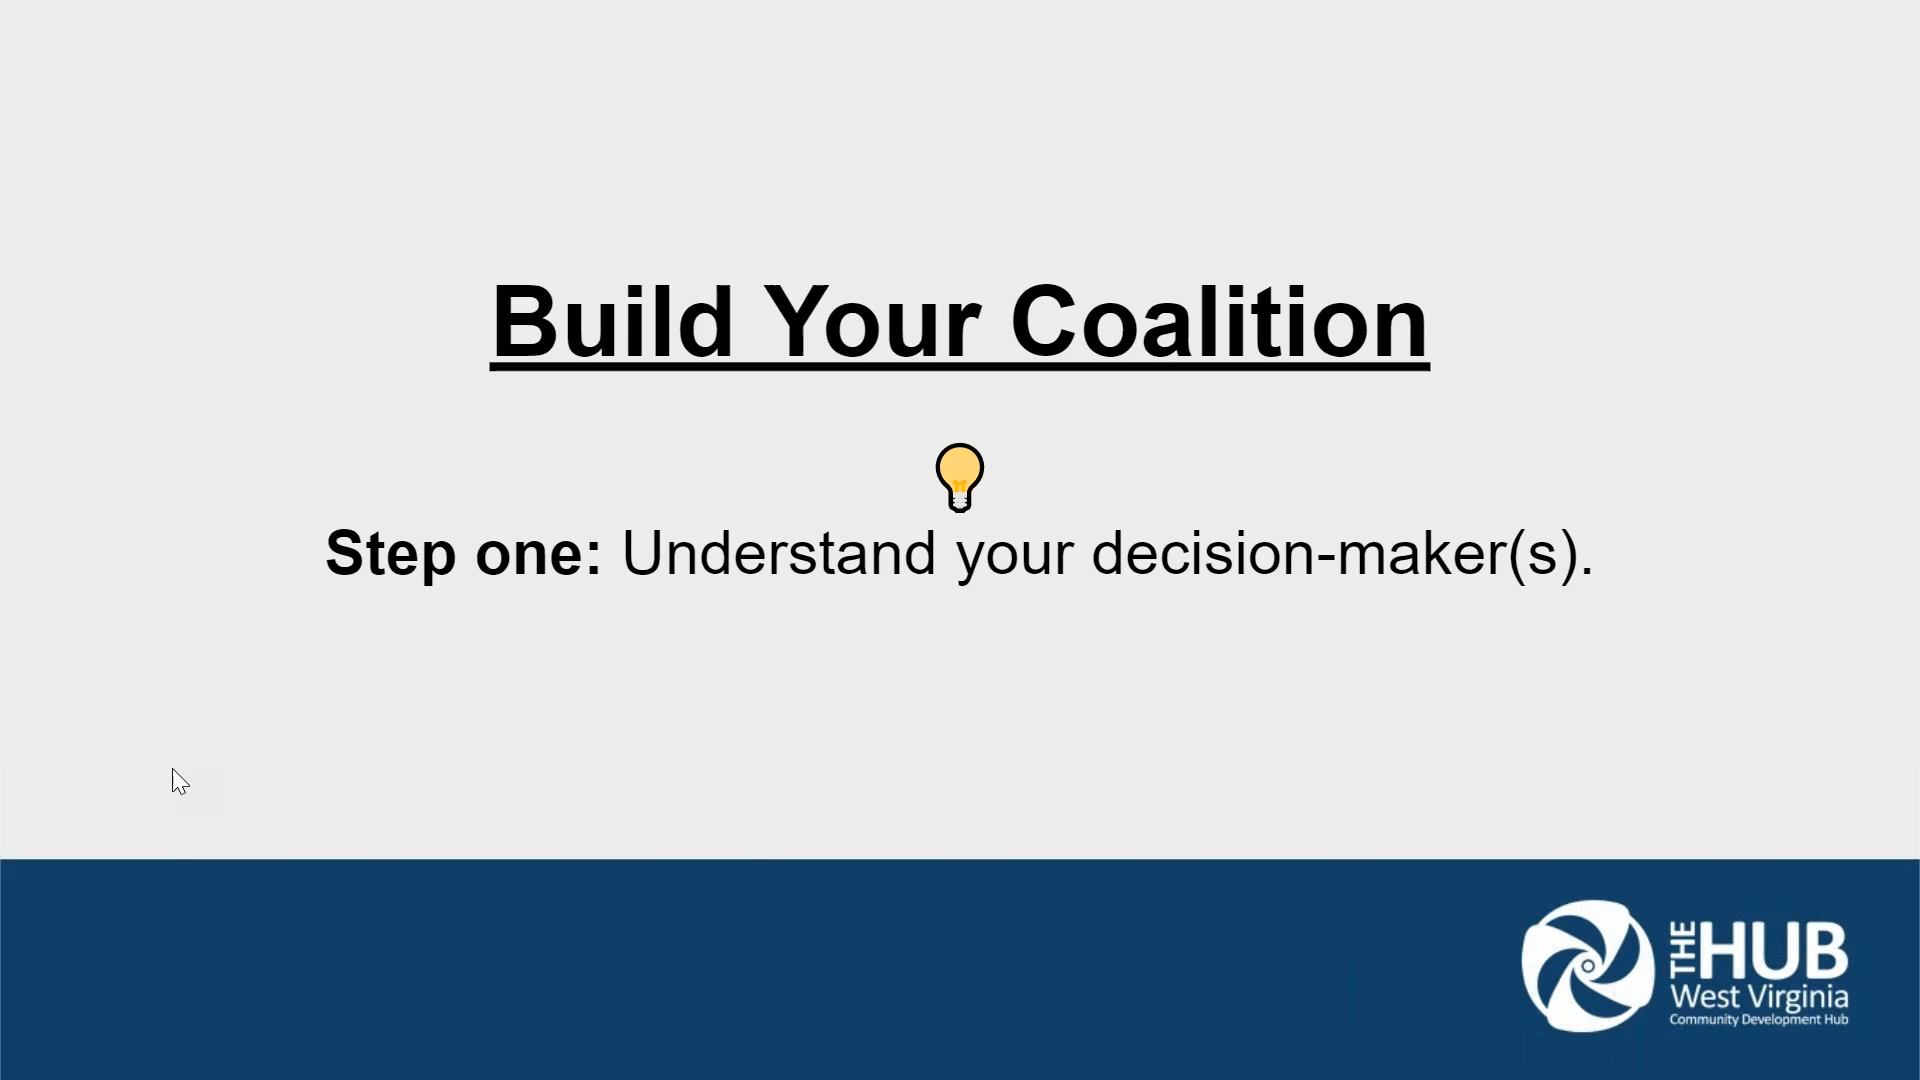 Build Your Coalition
Step one: Understand your decision-maker(s).
THE HUB
West Virginia
Community Development Hub